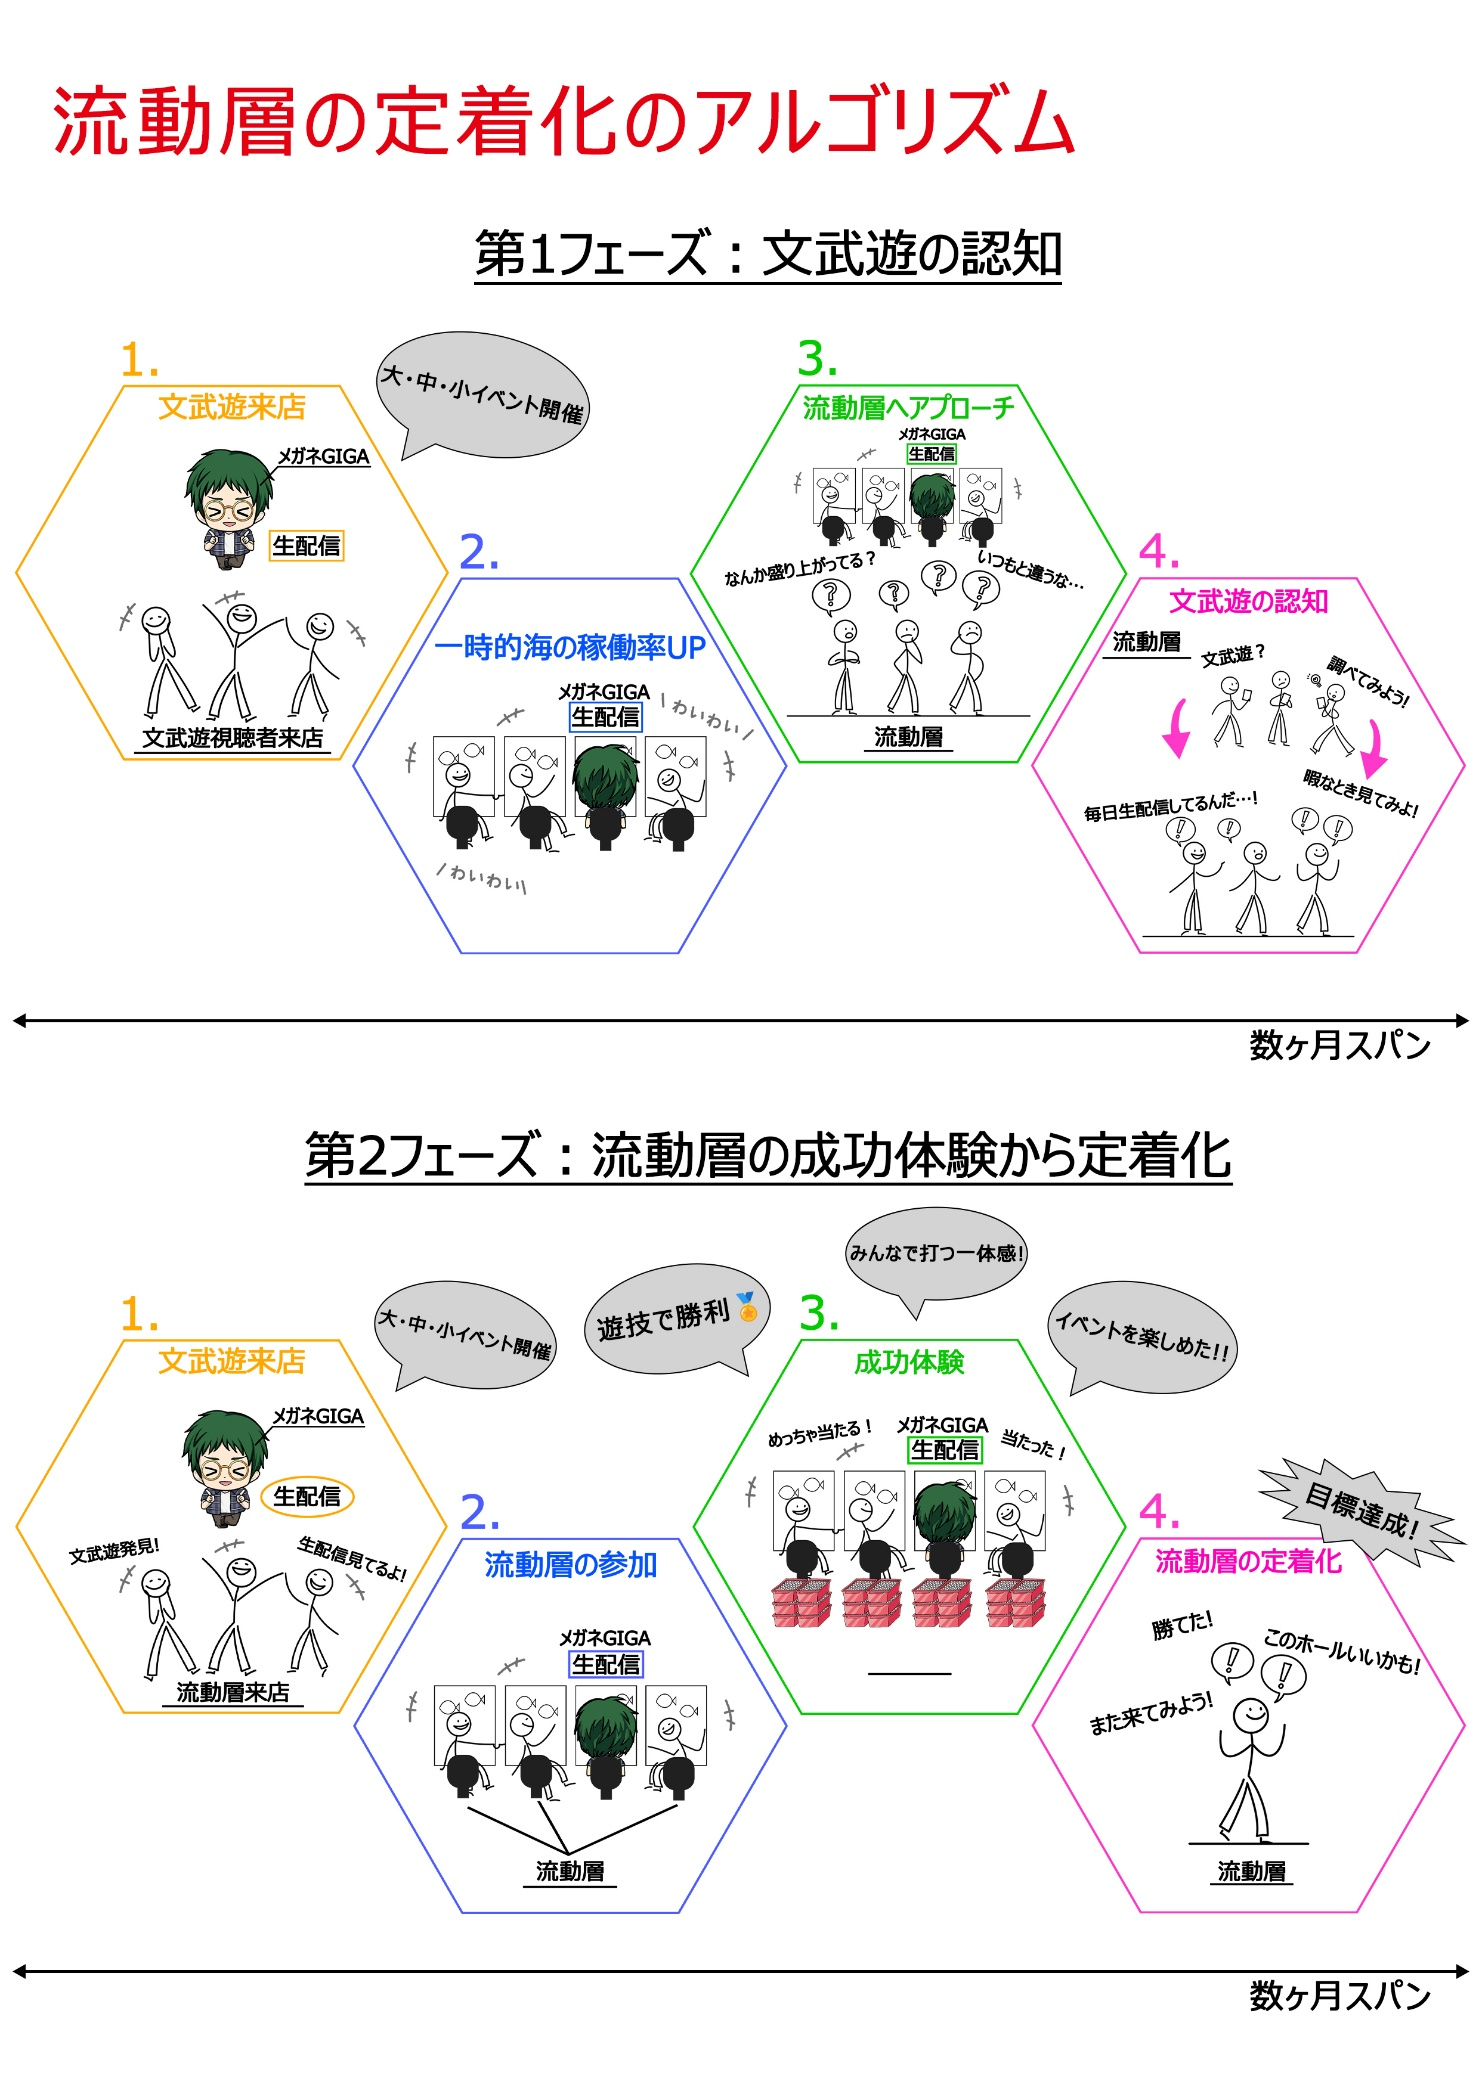 流動層の定着化のアルゴリズム
第1フェーズ：文武遊の認知
1.
文武遊来店
メガネGIGA
生配信
文武遊視聴者来店
大・中・小イベント開催
2.
一時的海の稼働率UP
メガネGIGA
生配信
\ わいわい /
/ わいわい \
3.
流動層へアプローチ
メガネGIGA
生配信
なんか盛り上がってる？
いつもと違うな…
?
?
?
?
流動層
4.
文武遊の認知
流動層
文武遊？
調べてみよう!
毎日生配信してるんだ…!
暇なとき見てみよ!
!
!
!
!
数ヶ月スパン
第2フェーズ：流動層の成功体験から定着化
1.
文武遊来店
メガネGIGA
生配信
文武遊発見!
生配信見てるよ!
流動層来店
大・中・小イベント開催
2.
流動層の参加
メガネGIGA
生配信
流動層
遊技で勝利🏅
みんなで打つ一体感!
イベントを楽しめた!!
3.
成功体験
めっちゃ当たる！
メガネGIGA
生配信
当たった！
4.
目標達成!
流動層の定着化
勝てた!
このホールいいかも!
また来てみよう!
!
!
流動層
数ヶ月スパン